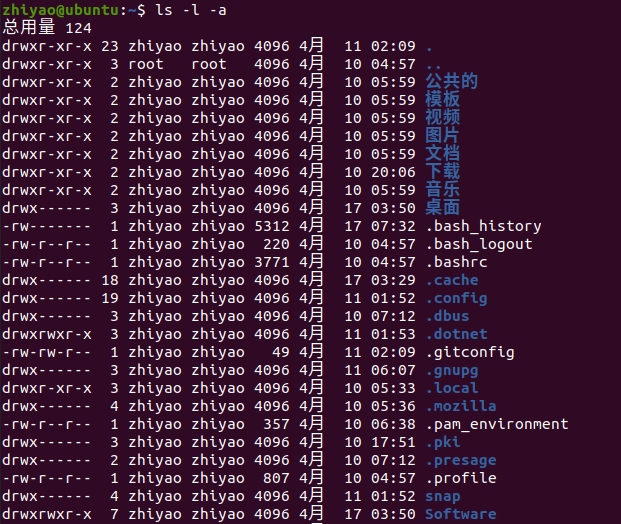 zhiyao@ubuntu:~$ ls -l -a
总用量 124
drwxr-xr-x 23 zhiyao zhiyao 4096 4月  11 02:09 .
drwxr-xr-x  3 root   root   4096 4月  10 04:57 ..
drwxr-xr-x  2 zhiyao zhiyao 4096 4月  10 05:59 公共的
drwxr-xr-x  2 zhiyao zhiyao 4096 4月  10 05:59 模板
drwxr-xr-x  2 zhiyao zhiyao 4096 4月  10 05:59 视频
drwxr-xr-x  2 zhiyao zhiyao 4096 4月  10 05:59 图片
drwxr-xr-x  2 zhiyao zhiyao 4096 4月  10 05:59 文档
drwxr-xr-x  2 zhiyao zhiyao 4096 4月  10 20:06 下载
drwxr-xr-x  2 zhiyao zhiyao 4096 4月  10 05:59 音乐
drwx------  3 zhiyao zhiyao 4096 4月  17 03:50 桌面
-rw-------  1 zhiyao zhiyao 5312 4月  17 07:32 .bash_history
-rw-r--r--  1 zhiyao zhiyao  220 4月  10 04:57 .bash_logout
-rw-r--r--  1 zhiyao zhiyao 3771 4月  10 04:57 .bashrc
drwx------ 18 zhiyao zhiyao 4096 4月  17 03:29 .cache
drwx------ 19 zhiyao zhiyao 4096 4月  11 01:52 .config
drwx------  3 zhiyao zhiyao 4096 4月  10 07:12 .dbus
drwxrwxr-x  3 zhiyao zhiyao 4096 4月  11 01:53 .dotnet
-rw-rw-r--  1 zhiyao zhiyao   49 4月  11 02:09 .gitconfig
drwx------  3 zhiyao zhiyao 4096 4月  11 06:07 .gnupg
drwxr-xr-x  3 zhiyao zhiyao 4096 4月  10 05:33 .local
drwx------  4 zhiyao zhiyao 4096 4月  10 05:36 .mozilla
-rw-r--r--  1 zhiyao zhiyao  357 4月  10 06:38 .pam_environment
drwx------  3 zhiyao zhiyao 4096 4月  10 17:51 .pki
drwx------  2 zhiyao zhiyao 4096 4月  10 07:12 .presage
-rw-r--r--  1 zhiyao zhiyao  807 4月  10 04:57 .profile
drwx------  4 zhiyao zhiyao 4096 4月  11 01:52 snap
drwxrwxr-x  7 zhiyao zhiyao 4096 4月  17 03:50 Software